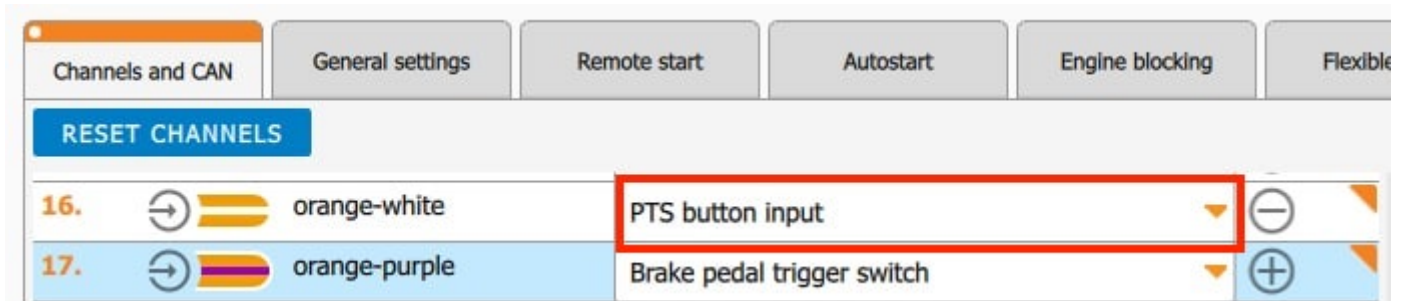 Channels and CAN
General settings
Remote start
Autostart
Engine blocking
Flexible
RESET CHANNELS
16. orange-white PTS button input
17. orange-purple Brake pedal trigger switch